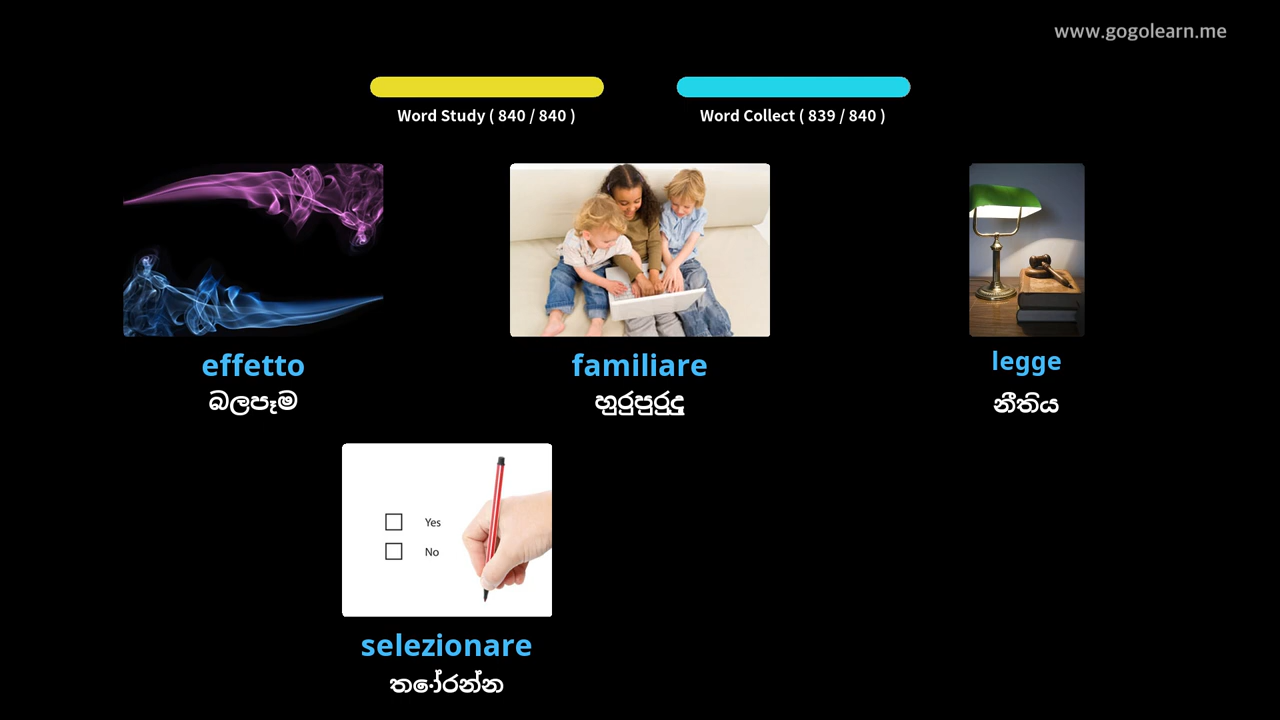 www.gogolearn.me
Word Study ( 840 / 840 )
Word Collect ( 839 / 840 )
effetto
familiare
legge
බලපෑම
හුරුපුරුදු
නීතිය
Yes
No
selezionare
තෝරන්න